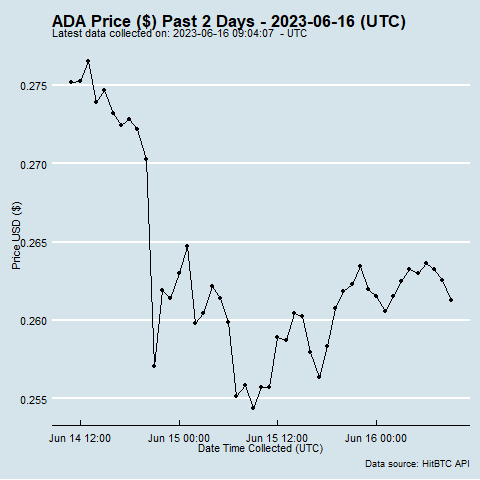 ADA Price ($) Past 2 Days - 2023-06-16 (UTC)
Latest data collected on: 2023-06-16 09:04:07 - UTC
0.275
0.270
0.265
0.260
0.255
Price USD ($)
Jun 14 12:00 Jun 15 00:00 Jun 15 12:00 Jun 16 00:00
Date Time Collected (UTC)
Data source: HitBTC API